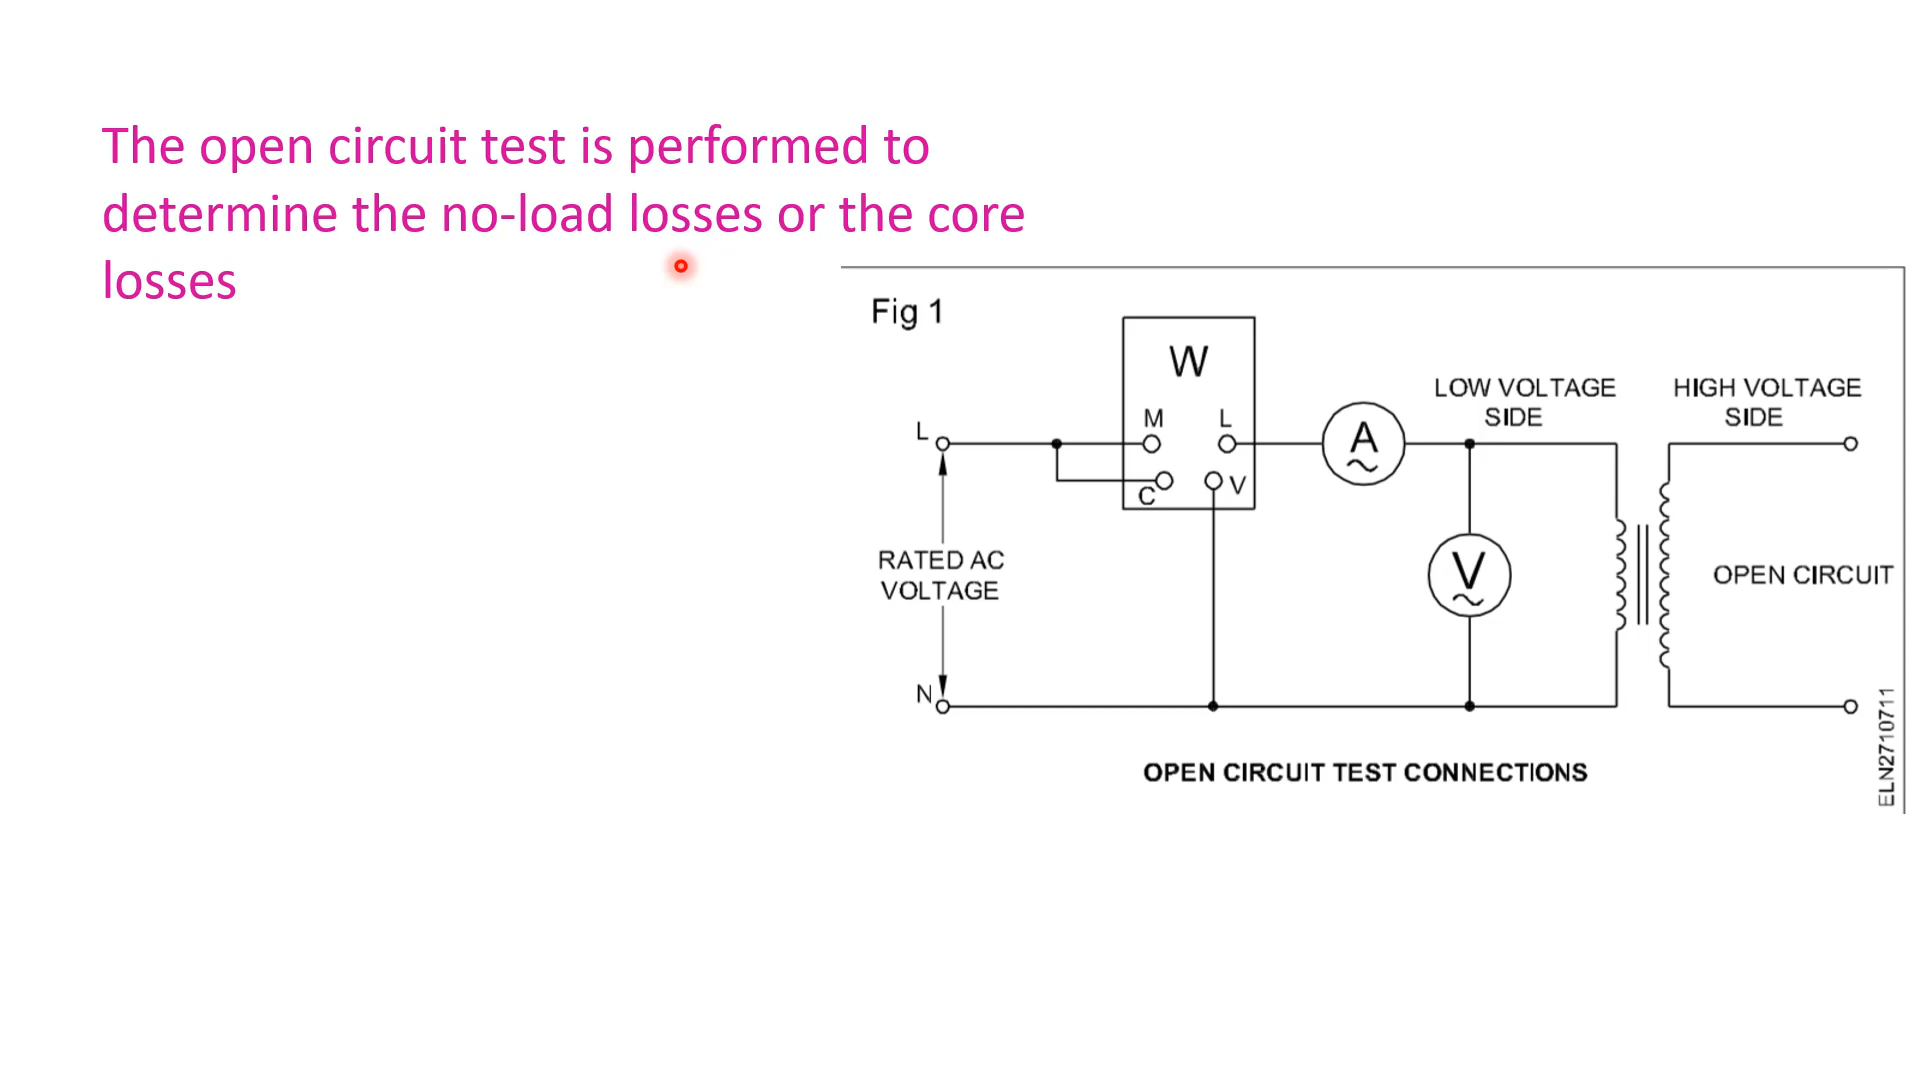 The open circuit test is performed to
determine the no-load losses or the core
losses
Fig 1
W
M L
C V
L
A
LOW VOLTAGE
SIDE
HIGH VOLTAGE
SIDE
RATED AC
VOLTAGE
V
OPEN CIRCUIT
N
OPEN CIRCUIT TEST CONNECTIONS
ELN2710711